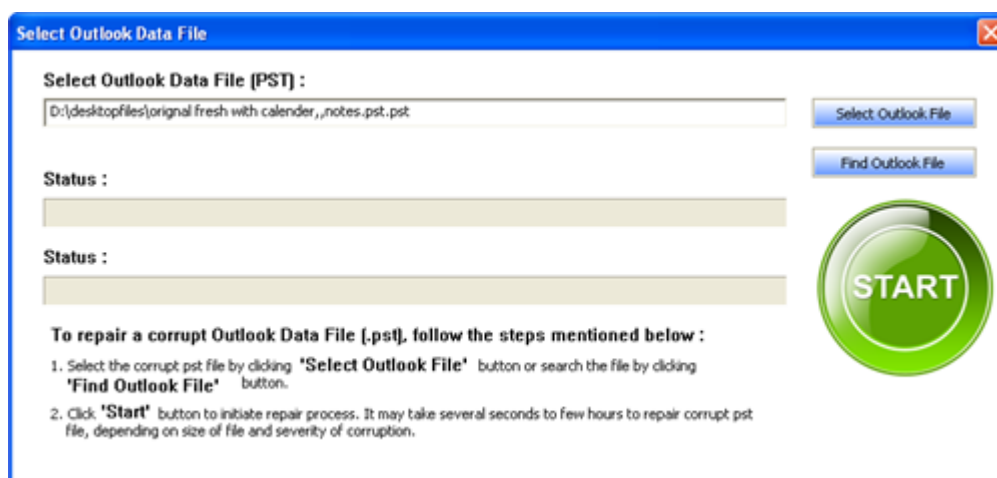 Select Outlook Data File
Select Outlook Data File (PST) :
D:\desktopfiles\orignal fresh with calender,,notes.pst.pst
Select Outlook File
Find Outlook File
Status :
Status :
START
To repair a corrupt Outlook Data File (.pst), follow the steps mentioned below :
1. Select the corrupt pst file by clicking 'Select Outlook File' button or search the file by clicking
'Find Outlook File' button.
2. Click 'Start' button to initiate repair process. It may take several seconds to few hours to repair corrupt pst
file, depending on size of file and severity of corruption.